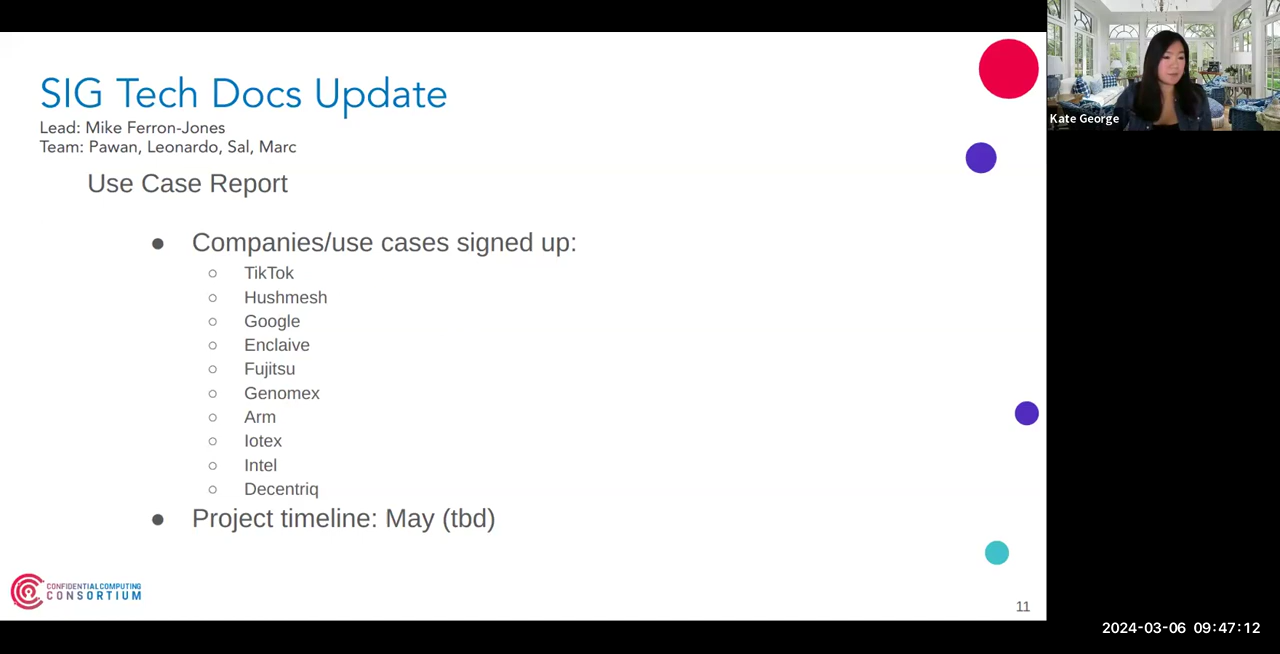 SIG Tech Docs Update
Lead: Mike Ferron-Jones
Team: Pawan, Leonardo, Sal, Marc
Use Case Report
● Companies/use cases signed up:
○ TikTok
○ Hushmesh
○ Google
○ Enclaive
○ Fujitsu
○ Genomex
○ Arm
○ Iotex
○ Intel
○ Decentriq
● Project timeline: May (tbd)
CONFIDENTIAL COMPUTING
CONSORTIUM
11
Kate George
2024-03-06 09:47:12